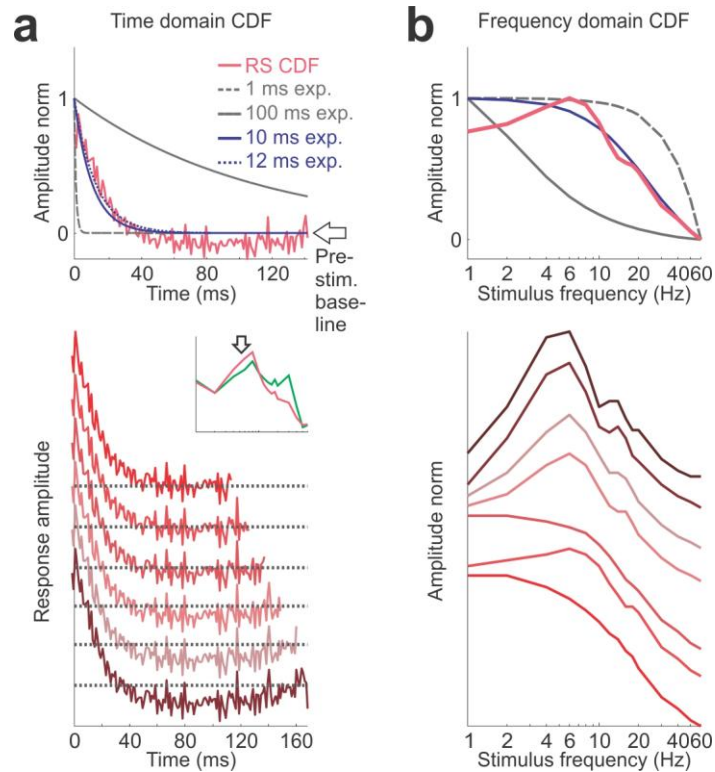 a
Time domain CDF
Amplitude norm
1
0
RS CDF
1 ms exp.
100 ms exp.
10 ms exp.
12 ms exp.
0 40 80 120
Time (ms)
Pre-
stim.
base-
line
Response amplitude
0 40 80 120 160
Time (ms)
b
Frequency domain CDF
Amplitude norm
1
0
1 2 4 6 10 20 4060
Stimulus frequency (Hz)
Amplitude norm
1 2 4 6 10 20 4060
Stimulus frequency (Hz)